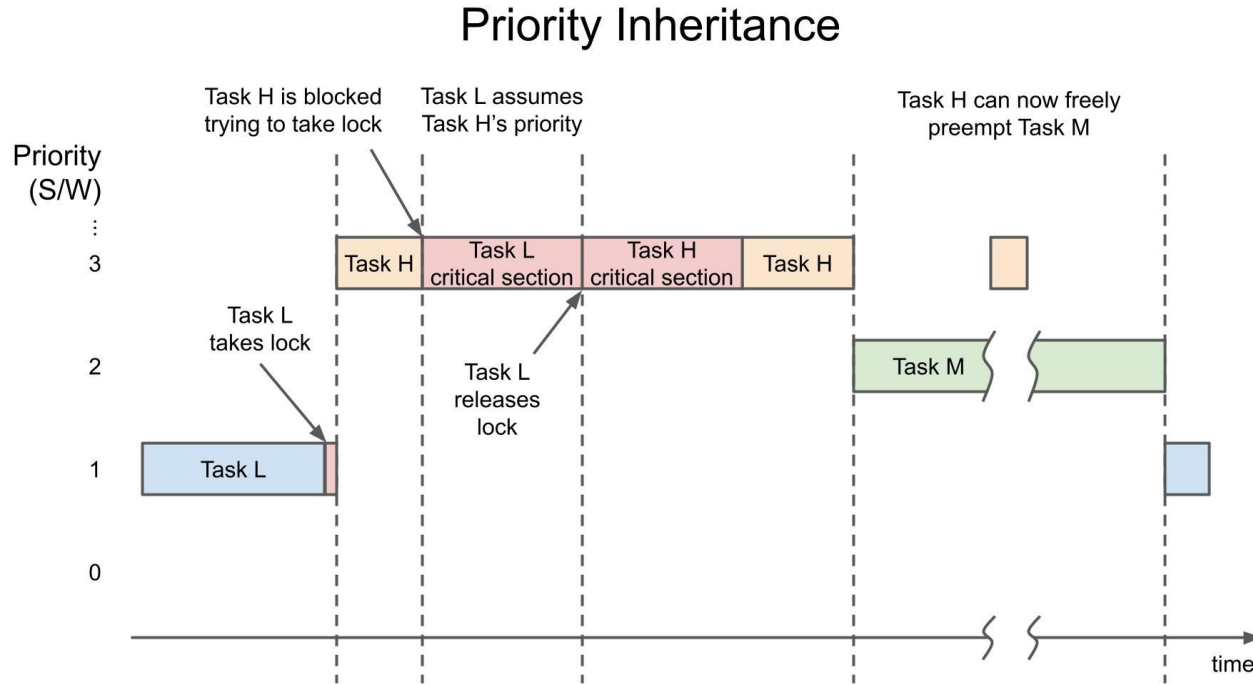 Priority Inheritance
Task H is blocked
trying to take lock
Task L assumes
Task H’s priority
Task H can now freely
preempt Task M
Priority
(S/W)
...
3
Task H
Task L
critical section
Task H
critical section
Task H
Task L
takes lock
2
Task M
Task L
releases
lock
1
Task L
0
time